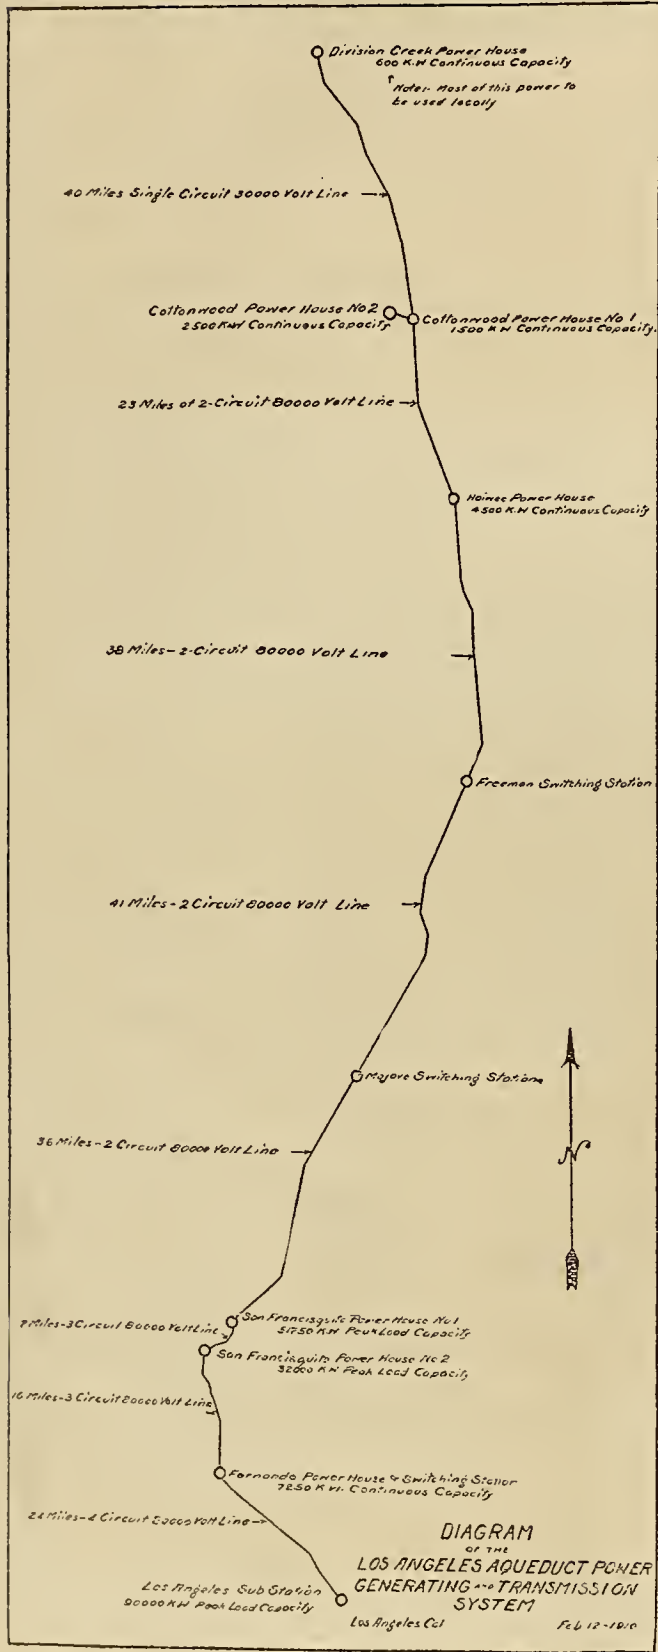 Division Creek Power House
600 K.W Continuous Capacity
Note:- Most of this power to
be used locally
40 Miles Single Circuit 30000 Volt Line
Cottonwood Power House No 2
2500 K.W Continuous Capacity
Cottonwood Power House No 1
1500 K W Continuous Capacity.
23 Miles of 2-Circuit 80000 Volt Line
Haiwee Power House
4500 K.W Continuous Capacity
38 Miles - 2-Circuit 80000 Volt Line
Freeman Switching Station
41 Miles - 2 Circuit 80000 Volt Line
Mojave Switching Station
36 Miles - 2 Circuit 80000 Volt Line
N
San Francisquito Power House No 1
51750 K.W Peak Load Capacity
Miles - 3 Circuit 80000 Volt Line
San Francisquito Power House No 2
32000 K W Peak Load Capacity
16 Miles - 3 Circuit 80000 Volt Line
Fernando Power House & Switching Station
7250 K W. Continuous Capacity
Miles - 4 Circuit 80000 Volt Line
DIAGRAM
OF THE
LOS ANGELES AQUEDUCT POWER
GENERATING AND TRANSMISSION
SYSTEM
Los Angeles Sub Station
90000 K W Peak Load Capacity
Los Angeles Cal
Feb 12-1910